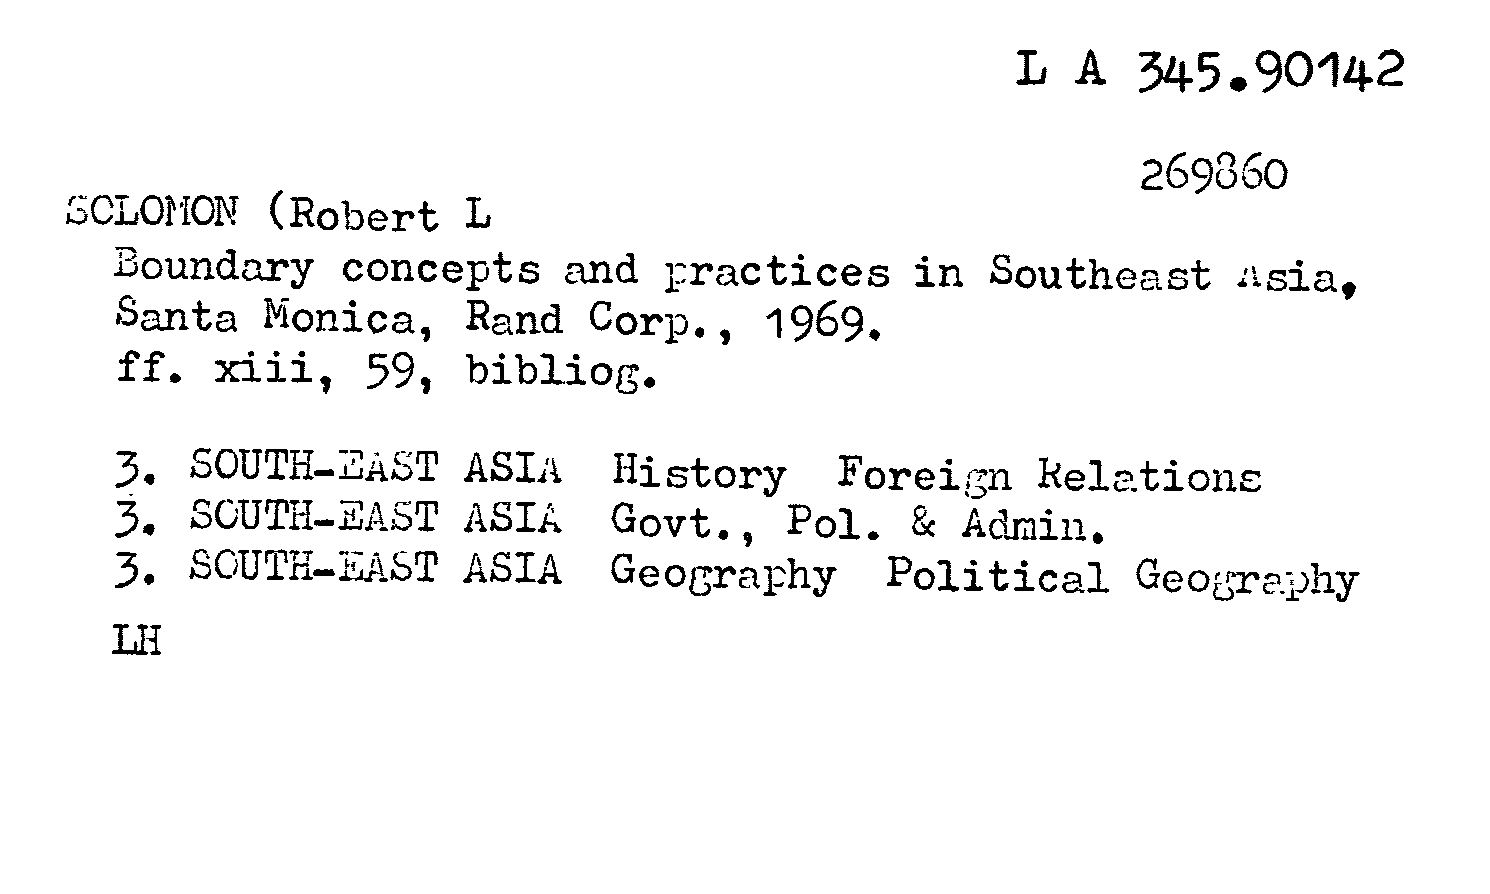 L A 345.90142
269860
SOLOMON (Robert L
Boundary concepts and practices in Southeast Asia,
Santa Monica, Rand Corp., 1969.
ff. xiii, 59, bibliog.
3. SOUTH-EAST ASIA History Foreign Relations
3. SOUTH-EAST ASIA Govt., Pol. & Admin.
3. SOUTH-EAST ASIA Geography Political Geography
LH